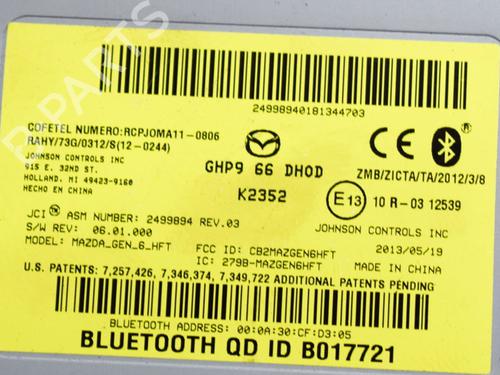 24998940181344703
COFETEL NUMERO:RCPJOMA11-0806
RAHY/73G/0312/S(12-0244)
JOHNSON CONTROLS INC
915 E. 32ND ST.
HOLLAND, MI 49423-9160
HECHO EN CHINA
GHP9 66 DH0D
K2352
CE
ZMB/ZICTA/TA/2012/3/8
E13 10 R-03 12539
JCI ASM NUMBER: 2499894 REV.03
JOHNSON CONTROLS INC
S/W REV: 06.01.000
2013/05/19
MODEL: MAZDA_GEN_6_HFT
FCC ID: CB2MAZGEN6HFT
IC: 279B-MAZGEN6HFT
MADE IN CHINA
U.S. PATENTS: 7,257,426, 7,346,374, 7,349,722 ADDITIONAL PATENTS PENDING
BLUETOOTH ADDRESS: 00:0A:30:CF:D3:05
BLUETOOTH QD ID B017721
B PARTS